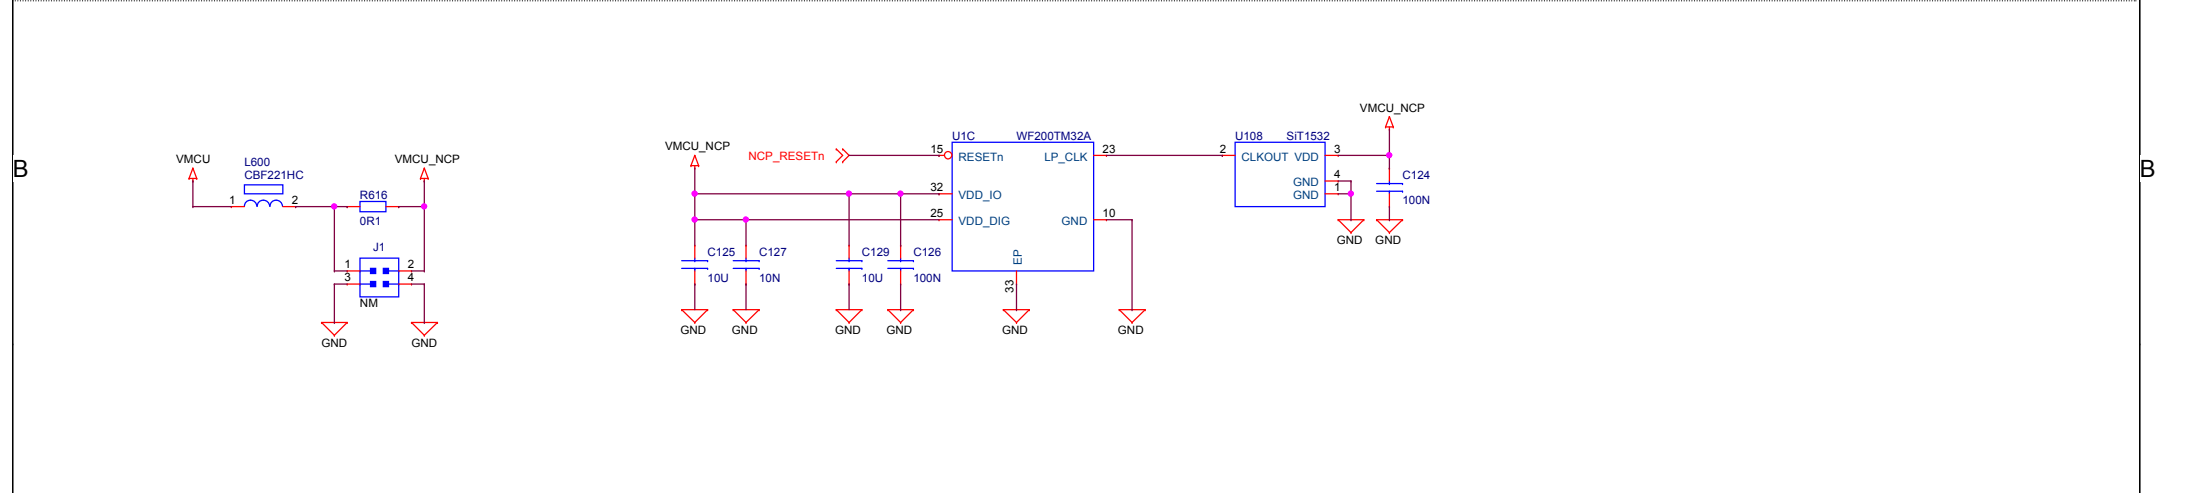 B
VMCU
L600
CBF221HC
1
2
R616
0R1
VMCU_NCP
J1
1
2
3
4
NM
GND
GND
VMCU_NCP
NCP_RESETn
C125
10U
C127
10N
C129
10U
C126
100N
GND
GND
GND
GND
U1C
WF200TM32A
15
RESETn
LP_CLK
23
32
VDD_IO
25
VDD_DIG
GND
10
EP
33
GND
GND
U108
SiT1532
2
CLKOUT
VDD
3
GND
4
GND
1
VMCU_NCP
C124
100N
GND
GND
B